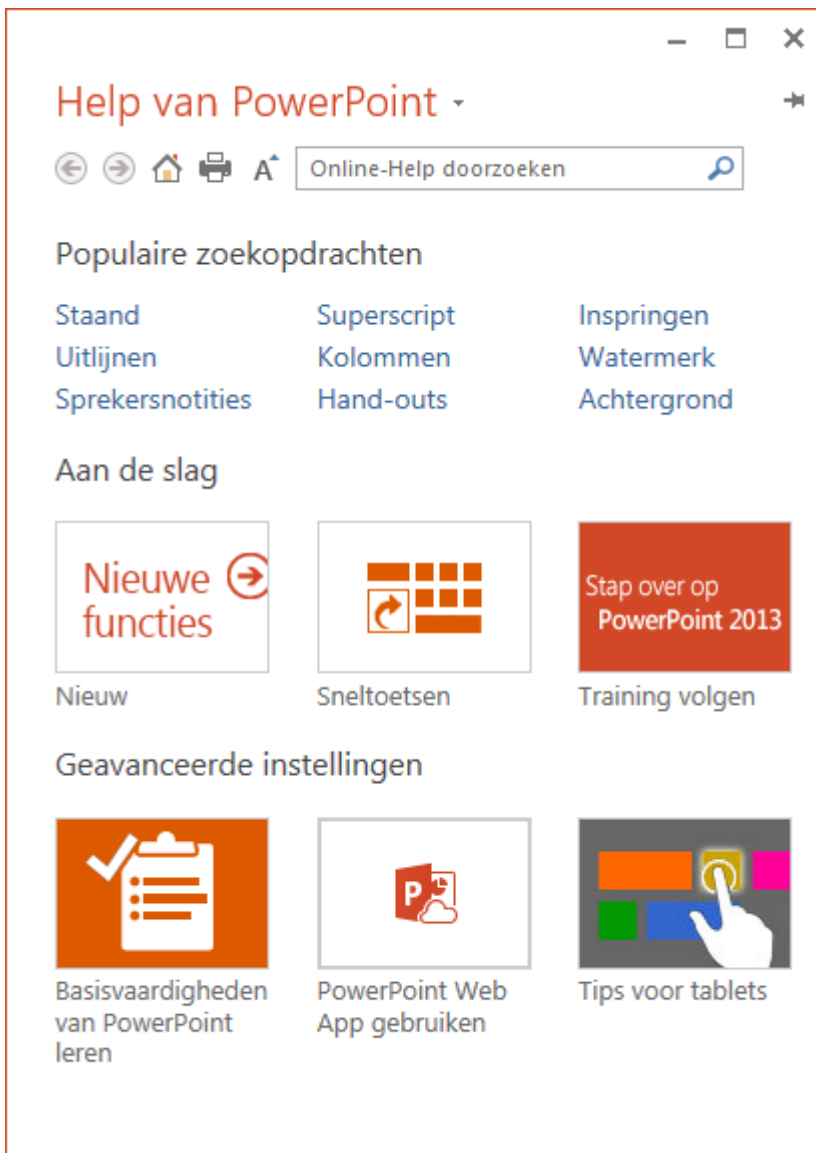 Help van PowerPoint
A
Online-Help doorzoeken
Populaire zoekopdrachten
Staand Superscript Inspringen
Uitlijnen Kolommen Watermerk
Sprekersnotities Hand-outs Achtergrond
Aan de slag
Nieuwe
functies
Stap over op
PowerPoint 2013
Nieuw Sneltoetsen Training volgen
Geavanceerde instellingen
P
Basisvaardigheden
van PowerPoint
leren
PowerPoint Web
App gebruiken
Tips voor tablets